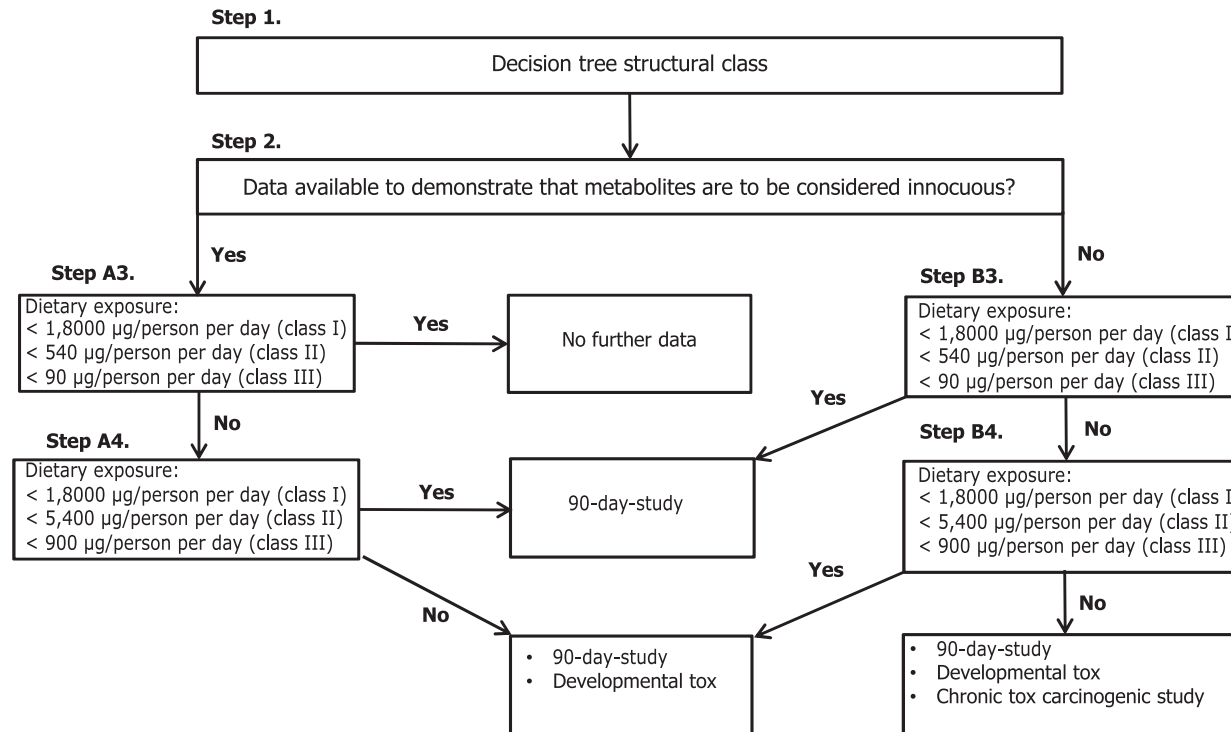 Step 1.
Decision tree structural class
Step 2.
Data available to demonstrate that metabolites are to be considered innocuous?
Yes
No
Step A3.
Dietary exposure:
< 1,8000 µg/person per day (class I)
< 540 µg/person per day (class II)
< 90 µg/person per day (class III)
Yes
No further data
Step B3.
Dietary exposure:
< 1,8000 µg/person per day (class I
< 540 µg/person per day (class II)
< 90 µg/person per day (class III)
No
Yes
No
Step A4.
Dietary exposure:
< 1,8000 µg/person per day (class I)
< 5,400 µg/person per day (class II)
< 900 µg/person per day (class III)
Yes
90-day-study
Step B4.
Dietary exposure:
< 1,8000 µg/person per day (class I
< 5,400 µg/person per day (class II)
< 900 µg/person per day (class III)
No
Yes
No
• 90-day-study
• Developmental tox
• 90-day-study
• Developmental tox
• Chronic tox carcinogenic study